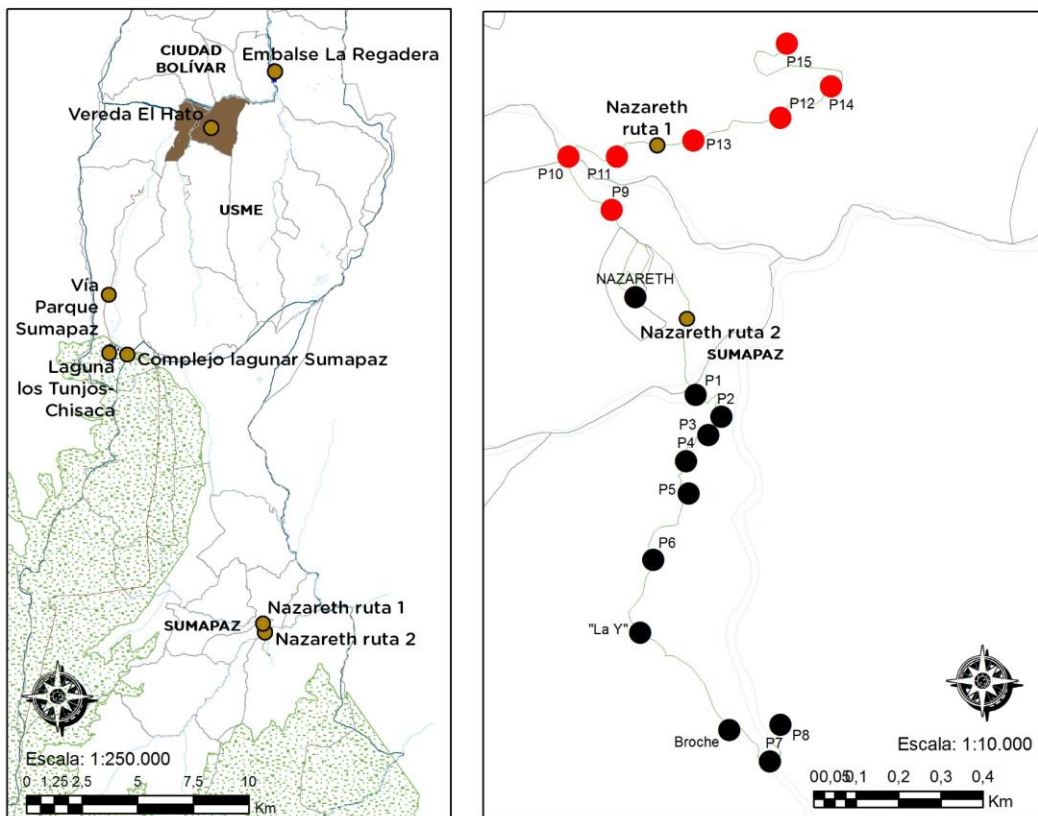 CIUDAD
BOLÍVAR
Embalse La Regadera
Vereda El Hato
USME
Vía
Parque
Sumapaz
Complejo lagunar Sumapaz
Laguna
los Tunjos-
Chisaca
Nazareth ruta 1
SUMAPAZ
Nazareth ruta 2
Escala: 1:250.000
0 1,25 2,5 5 7,5 10
Km
P15
P14
P12
Nazareth
ruta 1
P13
P11
P10
P9
NAZARETH
Nazareth ruta 2
SUMAPAZ
P1
P2
P3
P4
P5
P6
"La Y"
Broche
P8
P7
Escala: 1:10.000
00,050,1 0,2 0,3 0,4
Km